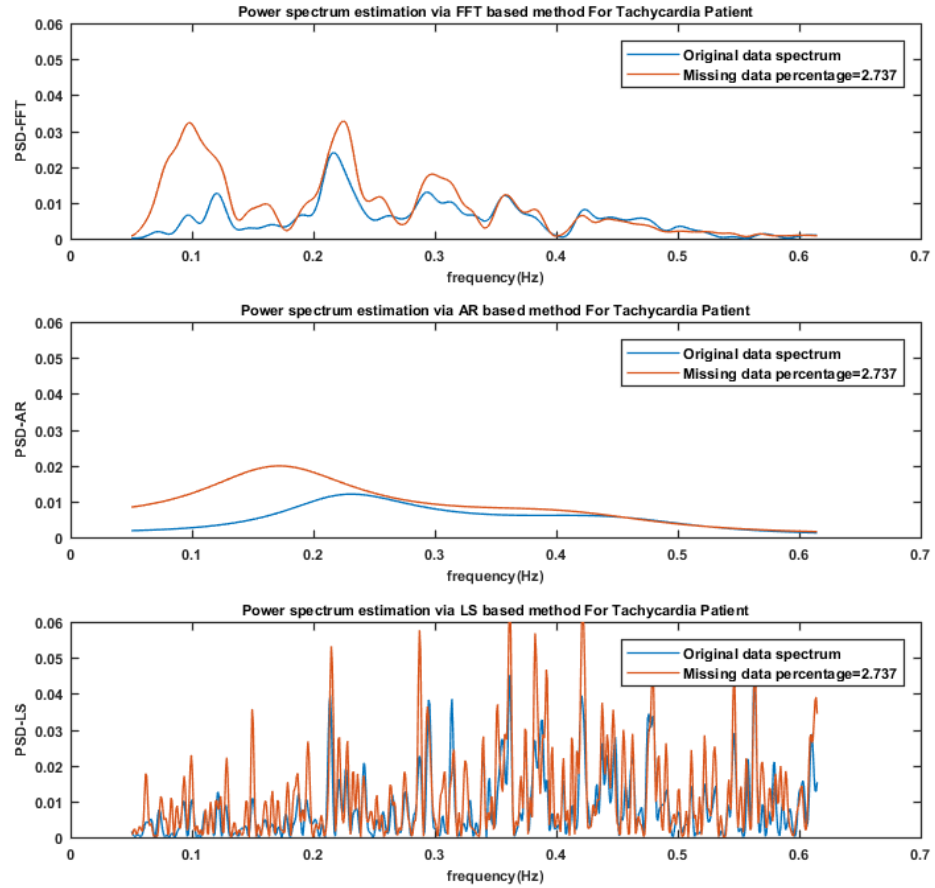 Power spectrum estimation via FFT based method For Tachycardia Patient
0.06
0.05
0.04
0.03
0.02
0.01
0
PSD-FFT
Original data spectrum
Missing data percentage=2.737
0 0.1 0.2 0.3 0.4 0.5 0.6 0.7
frequency(Hz)
Power spectrum estimation via AR based method For Tachycardia Patient
0.06
0.05
0.04
0.03
0.02
0.01
0
PSD-AR
Original data spectrum
Missing data percentage=2.737
0 0.1 0.2 0.3 0.4 0.5 0.6 0.7
frequency(Hz)
Power spectrum estimation via LS based method For Tachycardia Patient
0.06
0.05
0.04
0.03
0.02
0.01
0
PSD-LS
Original data spectrum
Missing data percentage=2.737
0 0.1 0.2 0.3 0.4 0.5 0.6 0.7
frequency(Hz)